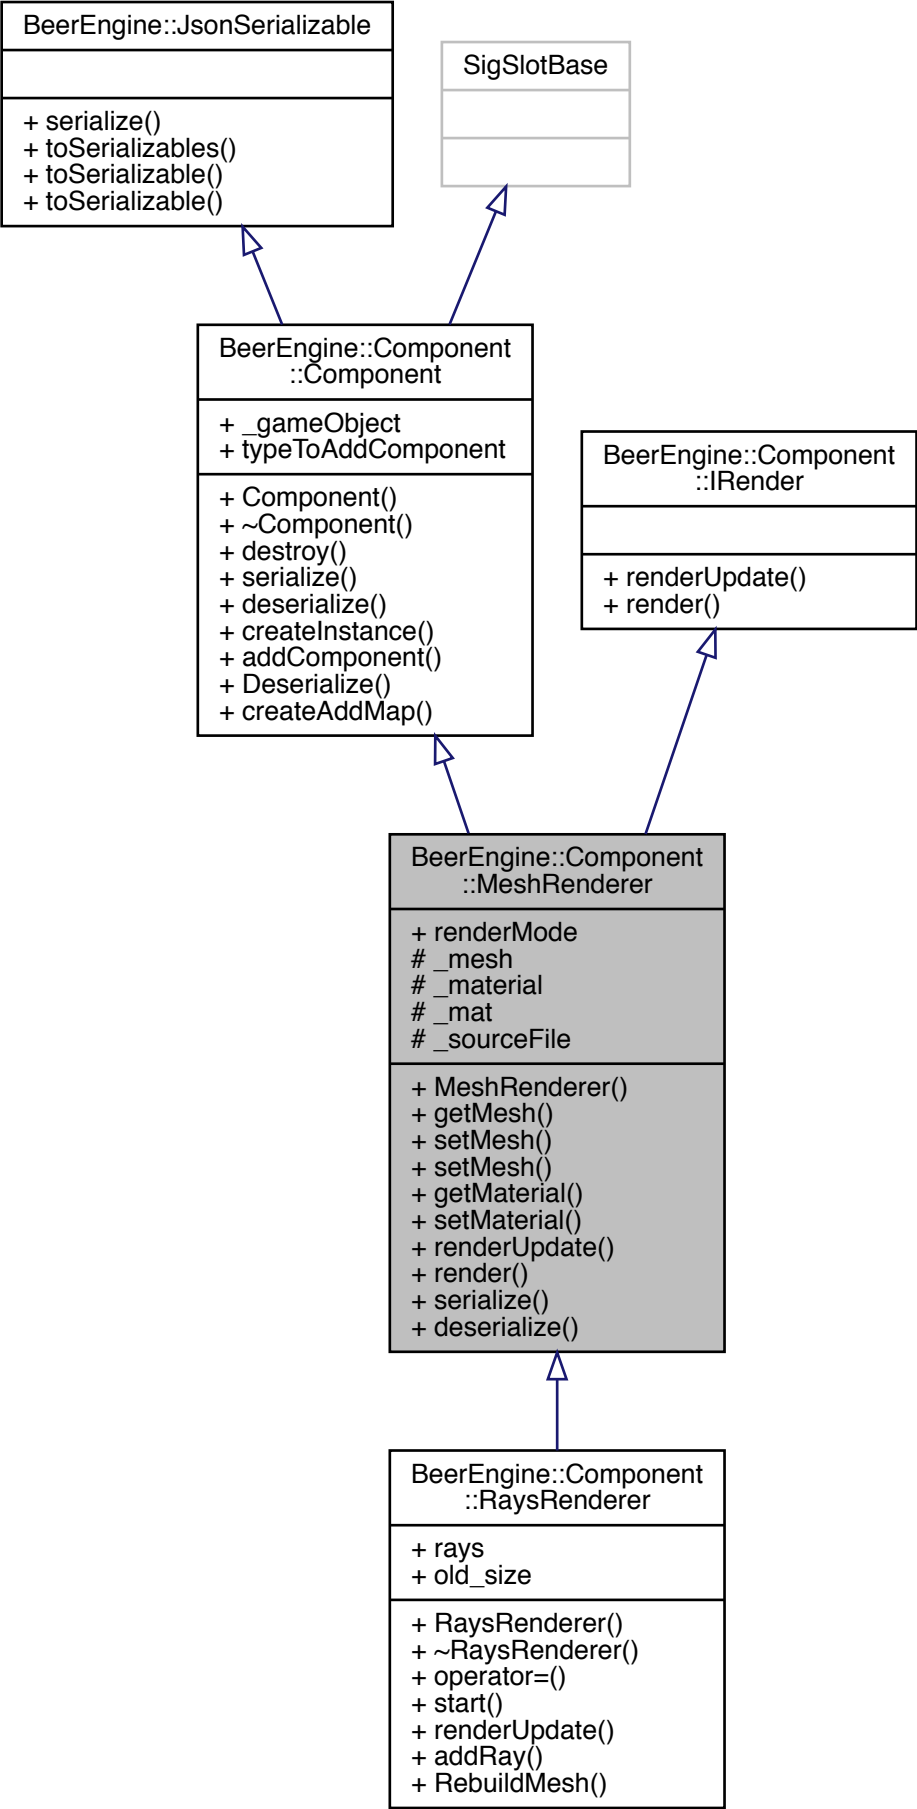 BeerEngine::JsonSerializable
+ serialize()
+ toSerializables()
+ toSerializable()
+ toSerializable()
SigSlotBase
BeerEngine::Component
::Component
+ _gameObject
+ typeToAddComponent
+ Component()
+ ~Component()
+ destroy()
+ serialize()
+ deserialize()
+ createInstance()
+ addComponent()
+ Deserialize()
+ createAddMap()
BeerEngine::Component
::IRender
+ renderUpdate()
+ render()
BeerEngine::Component
::MeshRenderer
+ renderMode
# _mesh
# _material
# _mat
# _sourceFile
+ MeshRenderer()
+ getMesh()
+ setMesh()
+ setMesh()
+ getMaterial()
+ setMaterial()
+ renderUpdate()
+ render()
+ serialize()
+ deserialize()
BeerEngine::Component
::RaysRenderer
+ rays
+ old_size
+ RaysRenderer()
+ ~RaysRenderer()
+ operator=()
+ start()
+ renderUpdate()
+ addRay()
+ RebuildMesh()